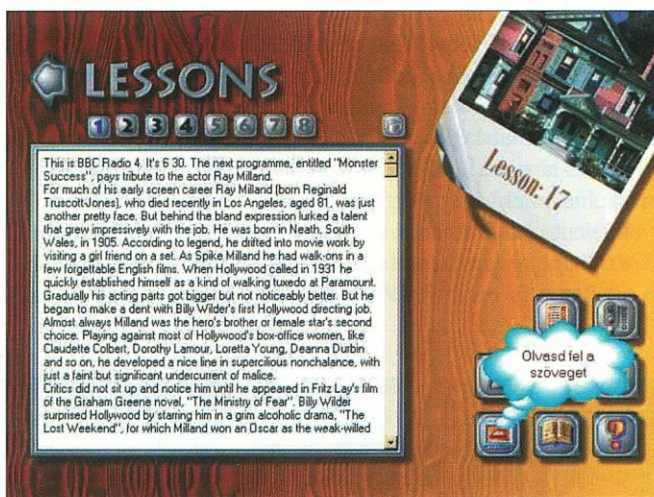 LESSONS
1 2 3 4 5 6 7 8
This is BBC Radio 4. It's 6 30. The next programme, entitled "Monster
Success", pays tribute to the actor Ray Milland.
For much of his early screen career Ray Milland (born Reginald
Truscott-Jones), who died recently in Los Angeles, aged 81, was just
another pretty face. But behind the bland expression lurked a talent
that grew impressively with the job. He was born in Neath, South
Wales, in 1905. According to legend, he drifted into movie work by
visiting a girl friend on a set. As Spike Milland he had walk-ons in a
few forgettable English films. When Hollywood called in 1931 he
quickly established himself as a kind of walking tuxedo at Paramount.
Gradually his acting parts got bigger but not noticeably better. But he
began to make a dent with Billy Wilder's first Hollywood directing job.
Almost always Milland was the hero's brother or female star's second
choice. Playing against most of Hollywood's box-office women, like
Claudette Colbert, Dorothy Lamour, Loretta Young, Deanna Durbin
and so on, he developed a nice line in supercilious nonchalance, with
just a faint but significant undercurrent of malice.
Critics did not sit up and notice him until he appeared in Fritz Lay's film
of the Graham Greene novel, "The Ministry of Fear". Billy Wilder
surprised Hollywood by starring him in a grim alcoholic drama, "The
Lost Weekend", for which Milland won an Oscar as the weak-willed
Lesson: 17
Olvasd fel a
szöveget
?